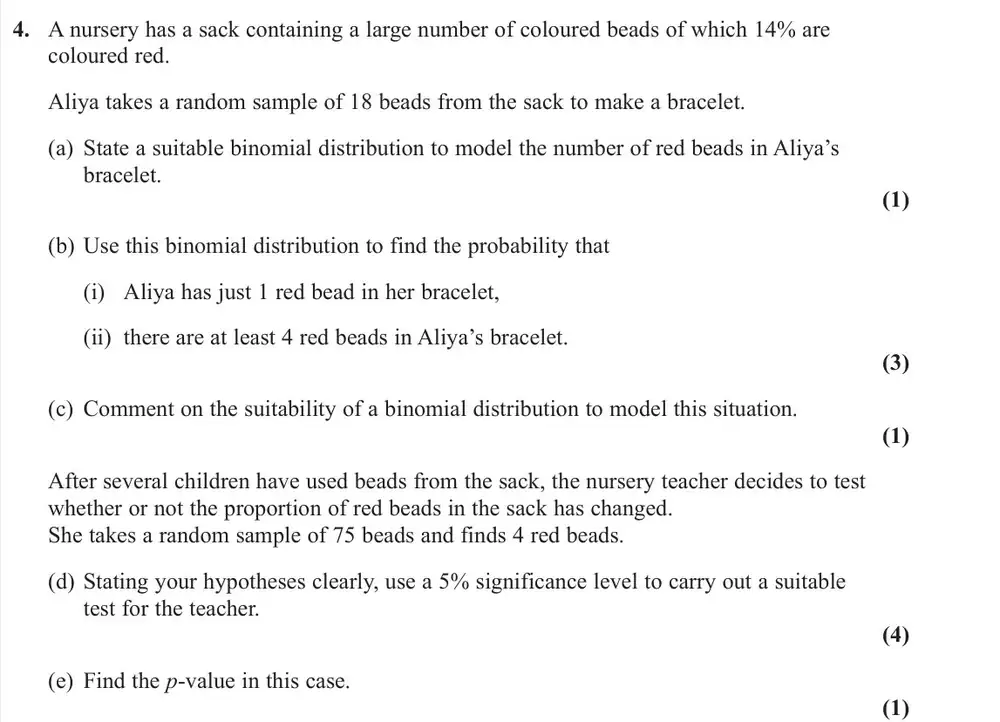 4. A nursery has a sack containing a large number of coloured beads of which 14% are
coloured red.
Aliya takes a random sample of 18 beads from the sack to make a bracelet.
(a) State a suitable binomial distribution to model the number of red beads in Aliya’s
bracelet.
(1)
(b) Use this binomial distribution to find the probability that
(i) Aliya has just 1 red bead in her bracelet,
(ii) there are at least 4 red beads in Aliya’s bracelet.
(3)
(c) Comment on the suitability of a binomial distribution to model this situation.
(1)
After several children have used beads from the sack, the nursery teacher decides to test
whether or not the proportion of red beads in the sack has changed.
She takes a random sample of 75 beads and finds 4 red beads.
(d) Stating your hypotheses clearly, use a 5% significance level to carry out a suitable
test for the teacher.
(4)
(e) Find the p-value in this case.
(1)